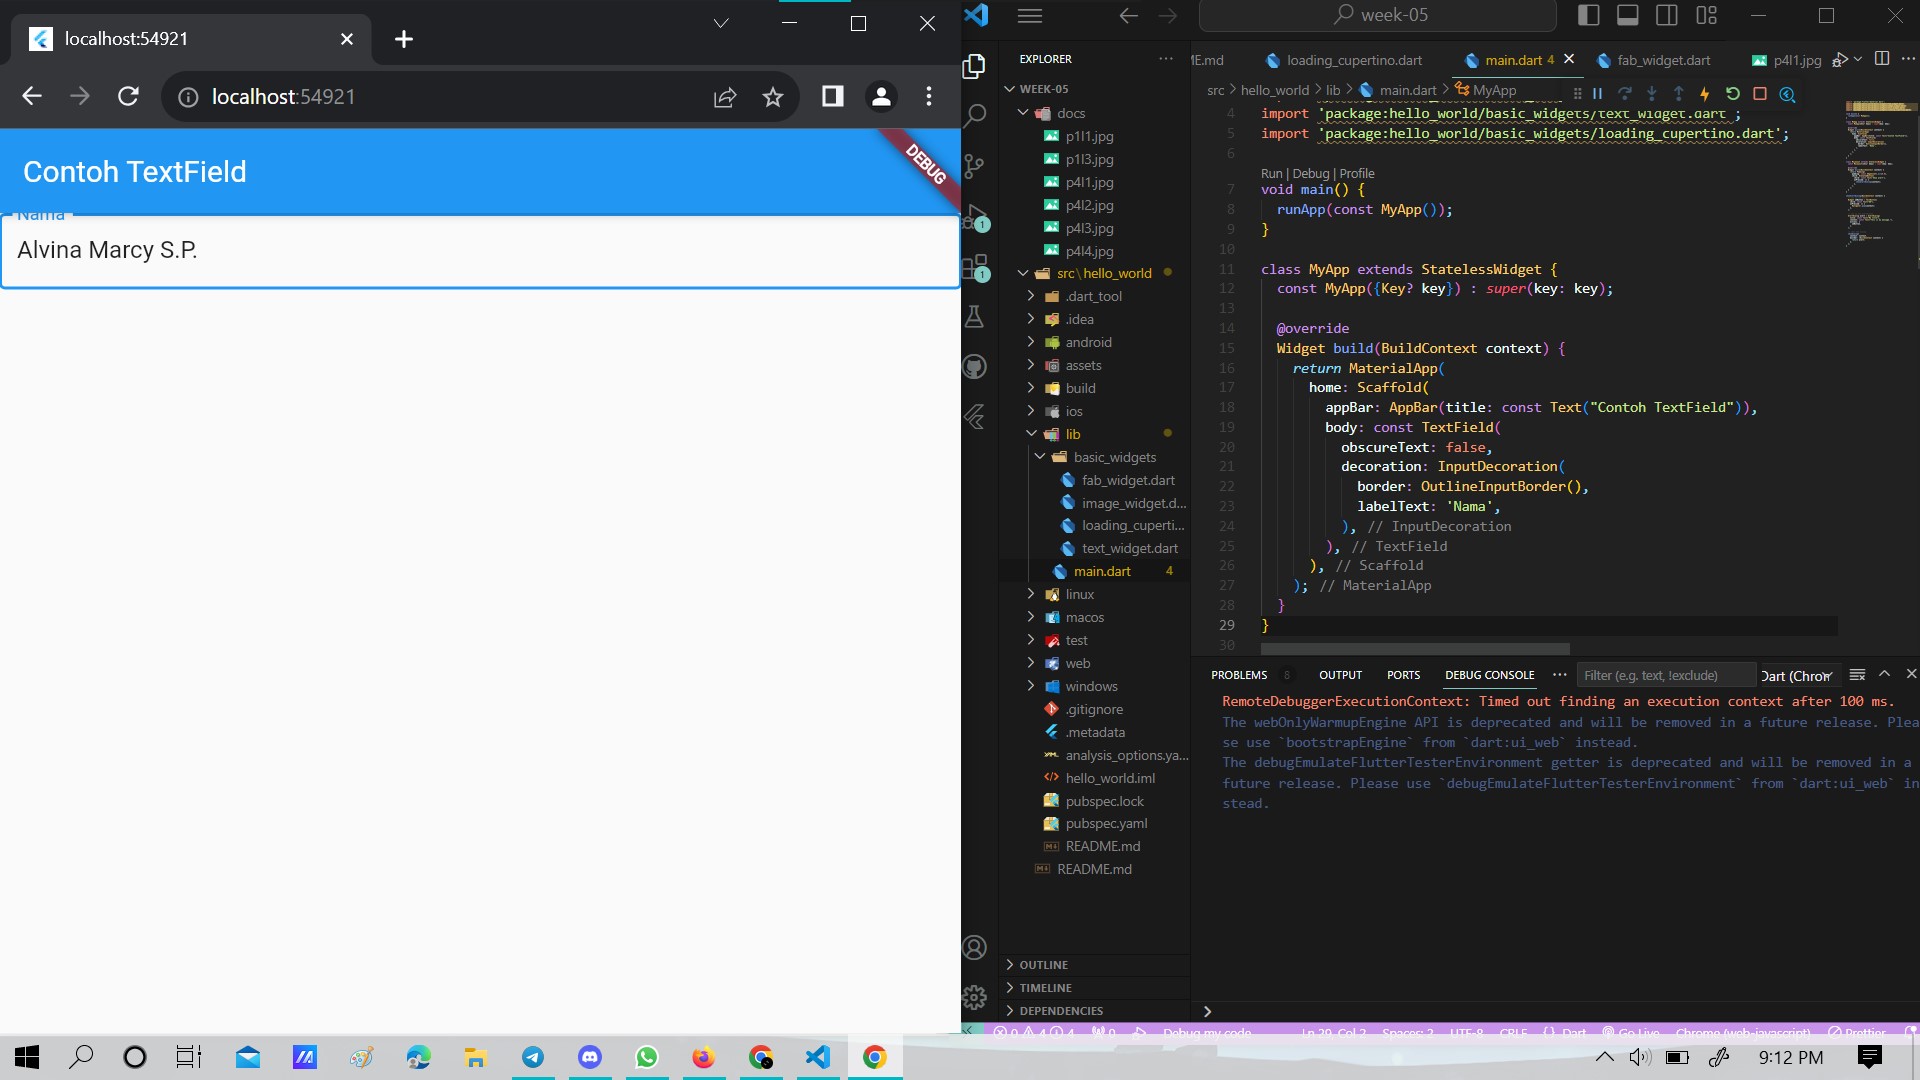 localhost:54921
localhost:54921
Contoh TextField
DEBUG
Nama
Alvina Marcy S.P.
week-05
EXPLORER
WEEK-05
docs
p1l1.jpg
p1l3.jpg
p4l1.jpg
p4l2.jpg
p4l3.jpg
p4l4.jpg
src\hello_world
.dart_tool
.idea
android
assets
build
ios
lib
basic_widgets
fab_widget.dart
image_widget.d...
loading_cuperti...
text_widget.dart
main.dart 4
linux
macos
test
web
windows
.gitignore
.metadata
analysis_options.ya...
hello_world.iml
pubspec.lock
pubspec.yaml
README.md
README.md
OUTLINE
TIMELINE
DEPENDENCIES
1
1
E.md loading_cupertino.dart main.dart 4 fab_widget.dart p4l1.jpg
src > hello_world > lib > main.dart > MyApp
4 import 'package:hello_world/basic_widgets/text_widget.dart';
5 import 'package:hello_world/basic_widgets/loading_cupertino.dart';
6
Run | Debug | Profile
7 void main() {
8 runApp(const MyApp());
9 }
10
11 class MyApp extends StatelessWidget {
12 const MyApp({Key? key}) : super(key: key);
13
14 @override
15 Widget build(BuildContext context) {
16 return MaterialApp(
17 home: Scaffold(
18 appBar: AppBar(title: const Text("Contoh TextField")),
19 body: const TextField(
20 obscureText: false,
21 decoration: InputDecoration(
22 border: OutlineInputBorder(),
23 labelText: 'Nama',
24 ), // InputDecoration
25 ), // TextField
26 ), // Scaffold
27 ); // MaterialApp
28 }
29 }
30
PROBLEMS 8 OUTPUT PORTS DEBUG CONSOLE ··· Filter (e.g. text, !exclude) Dart (Chrom
RemoteDebuggerExecutionContext: Timed out finding an execution context after 100 ms.
The webOnlyWarmupEngine API is deprecated and will be removed in a future release. Plea
se use `bootstrapEngine` from `dart:ui_web` instead.
The debugEmulateFlutterTesterEnvironment getter is deprecated and will be removed in a
future release. Please use `debugEmulateFlutterTesterEnvironment` from `dart:ui_web` in
stead.
0 4 4 0 Debug my code Ln 29, Col 2 Spaces: 2 UTF-8 CRLF {} Dart Go Live Chrome (web-javascript) Prettier
9:12 PM